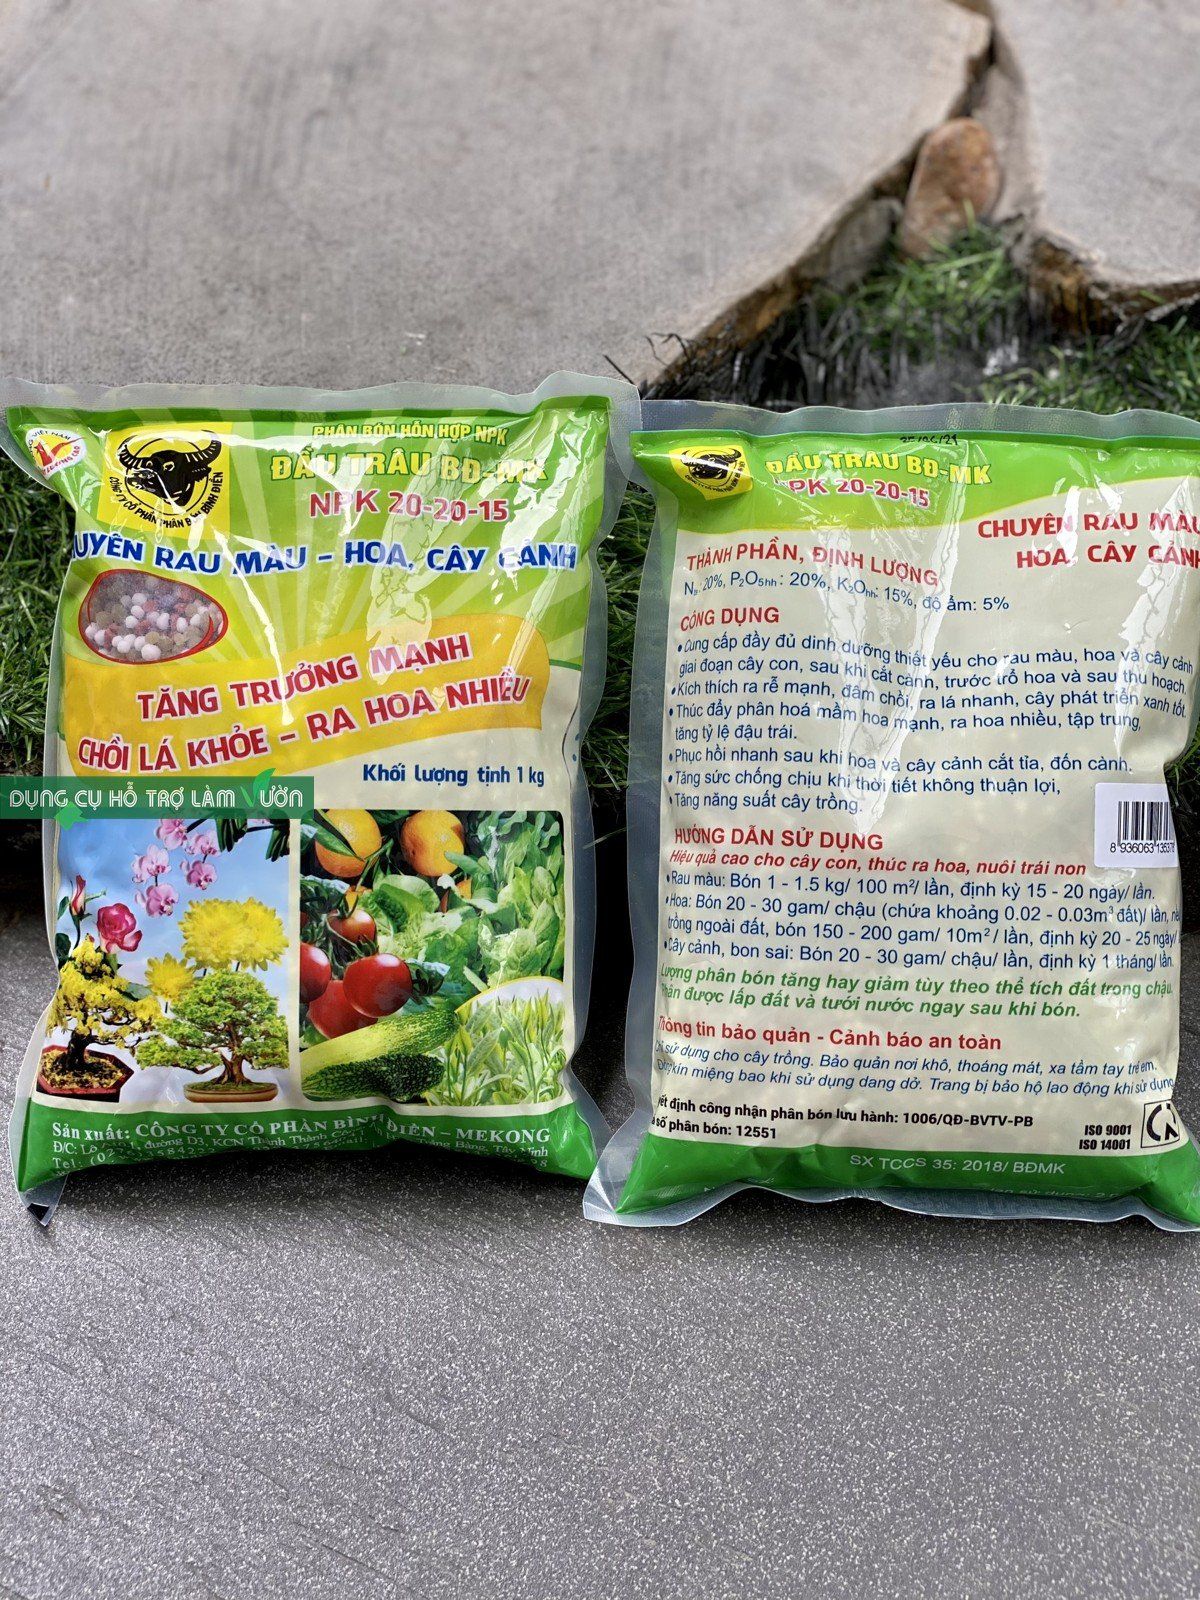 PHÂN BÓN HỖN HỢP NPK
ĐẦU TRÂU BĐ-MK
NPK 20-20-15
UYÊN RAU MÀU – HOA, CÂY CẢNH
TĂNG TRƯỞNG MẠNH
CHỒI LÁ KHỎE – RA HOA NHIỀU
Khối lượng tịnh 1 kg
DỤNG CỤ HỖ TRỢ LÀM VƯỜN
Sản xuất: CÔNG TY CỔ PHẦN BÌNH ĐIỀN – MEKONG
đường D3, KCN Thành Thành
Bàng, Tây Ninh
25/06/21
ĐẦU TRÂU BĐ-MK
NPK 20-20-15
CHUYÊN RAU MÀU
HOA, CÂY CẢNH
THÀNH PHẦN, ĐỊNH LƯỢNG
20%, P2O5hh: 20%, K2Ohh: 15%, độ ẩm: 5%
CÔNG DỤNG
•Cung cấp đầy đủ dinh dưỡng thiết yếu cho rau màu, hoa và cây cảnh
giai đoạn cây con, sau khi cắt cành, trước trổ hoa và sau thu hoạch.
•Kích thích ra rễ mạnh, đâm chồi, ra lá nhanh, cây phát triển xanh tốt.
•Thúc đẩy phân hoá mầm hoa mạnh, ra hoa nhiều, tập trung,
tăng tỷ lệ đậu trái.
•Phục hồi nhanh sau khi hoa và cây cảnh cắt tỉa, đốn cành.
•Tăng sức chống chịu khi thời tiết không thuận lợi,
•Tăng năng suất cây trồng.
HƯỚNG DẪN SỬ DỤNG
Hiệu quả cao cho cây con, thúc ra hoa, nuôi trái non
•Rau màu: Bón 1 - 1.5 kg/ 100 m²/ lần, định kỳ 15 - 20 ngày/ lần.
•Hoa: Bón 20 - 30 gam/ chậu (chứa khoảng 0.02 - 0.03m³ đất)/ lần,
trồng ngoài đất, bón 150 - 200 gam/ 10m²/ lần, định kỳ 20 - 25 ngày/
•Cây cảnh, bon sai: Bón 20 - 30 gam/ chậu/ lần, định kỳ 1 tháng/ lần.
Lượng phân bón tăng hay giảm tùy theo thể tích đất trong chậu.
Phân được lấp đất và tưới nước ngay sau khi bón.
Thông tin bảo quản - Cảnh báo an toàn
Chỉ sử dụng cho cây trồng. Bảo quản nơi khô, thoáng mát, xa tầm tay trẻ em.
kín miệng bao khi sử dụng dang dở. Trang bị bảo hộ lao động khi sử dụng
định công nhận phân bón lưu hành: 1006/QĐ-BVTV-PB
số phân bón: 12551
ISO 9001
ISO 14001
SX TCCS 35: 2018/ BĐMK